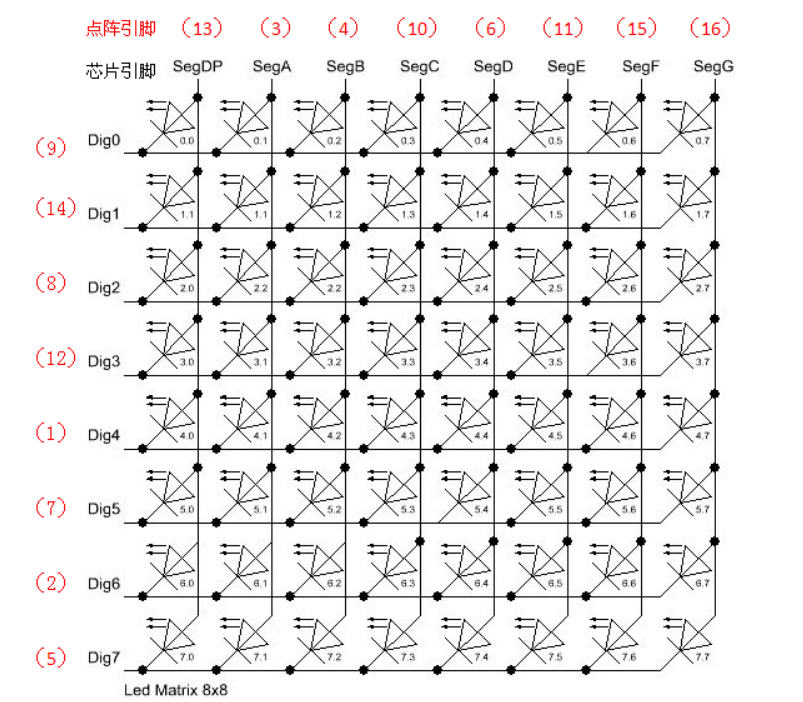 点阵引脚 (13) (3) (4) (10) (6) (11) (15) (16)
芯片引脚 SegDP SegA SegB SegC SegD SegE SegF SegG
(9) Dig0 0.0 0.1 0.2 0.3 0.4 0.5 0.6 0.7
(14) Dig1 1.1 1.1 1.2 1.3 1.4 1.5 1.6 1.7
(8) Dig2 2.0 2.2 2.2 2.3 2.4 2.5 2.6 2.7
(12) Dig3 3.0 3.1 3.2 3.3 3.4 3.5 3.6 3.7
(1) Dig4 4.0 4.1 4.2 4.3 4.4 4.5 4.6 4.7
(7) Dig5 5.0 5.1 5.2 5.3 5.4 5.5 5.6 5.7
(2) Dig6 6.0 6.1 6.2 6.3 6.4 6.5 6.6 6.7
(5) Dig7 7.0 7.1 7.2 7.3 7.4 7.5 7.6 7.7
Led Matrix 8x8